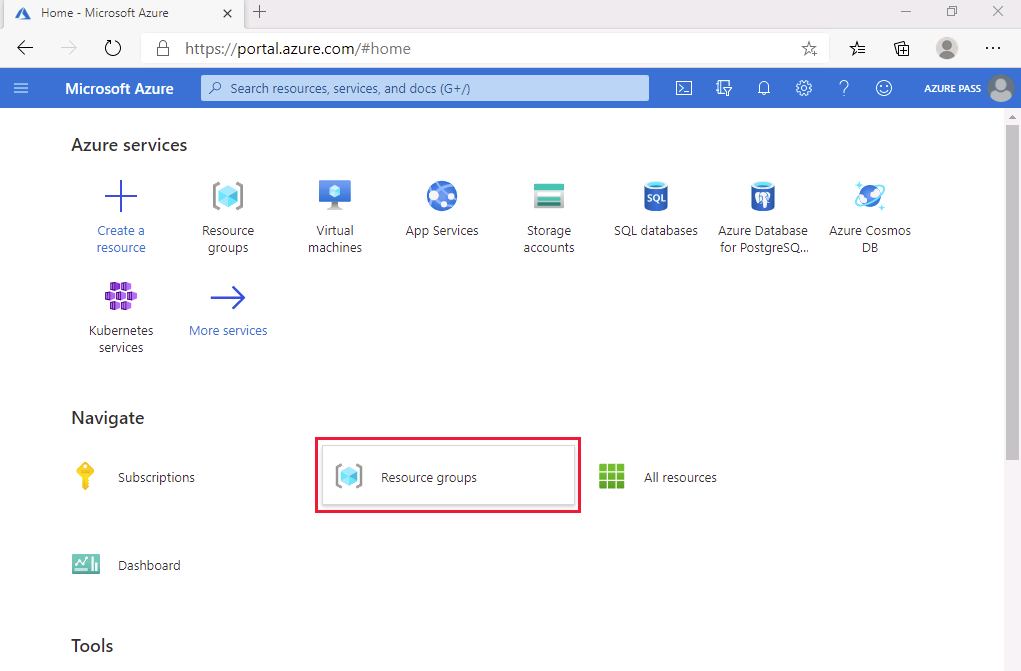 Home - Microsoft Azure
https://portal.azure.com/#home
Microsoft Azure
Search resources, services, and docs (G+/)
AZURE PASS
Azure services
Create a
resource
Resource
groups
Virtual
machines
App Services
Storage
accounts
SQL
SQL databases
Azure Database
for PostgreSQ...
Azure Cosmos
DB
Kubernetes
services
More services
Navigate
Subscriptions
Resource groups
All resources
Dashboard
Tools